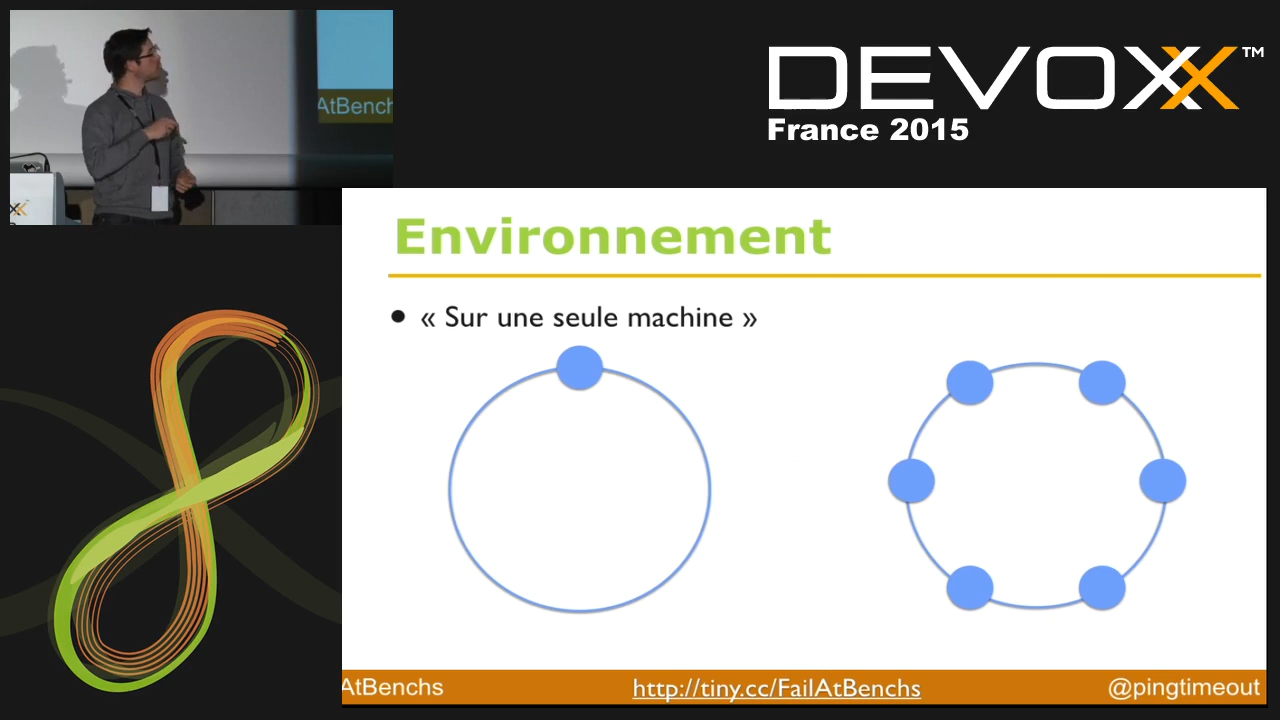 AtBench
DEVOXX™
France 2015
Environnement
• « Sur une seule machine »
AtBenchs
http://tiny.cc/FailAtBenchs
@pingtimeout